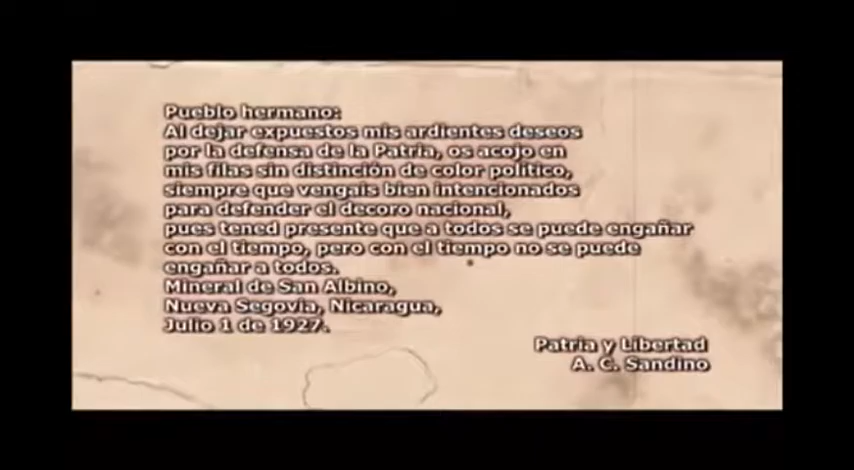 Pueblo hermano:
Al dejar expuestos mis ardientes deseos
por la defensa de la Patria, os acojo en
mis filas sin distinción de color político,
siempre que vengais bien intencionados
para defender el decoro nacional,
pues tened presente que a todos se puede engañar
con el tiempo, pero con el tiempo no se puede
engañar a todos.
Mineral de San Albino,
Nueva Segovia, Nicaragua,
Julio 1 de 1927.
Patria y Libertad
A. C. Sandino